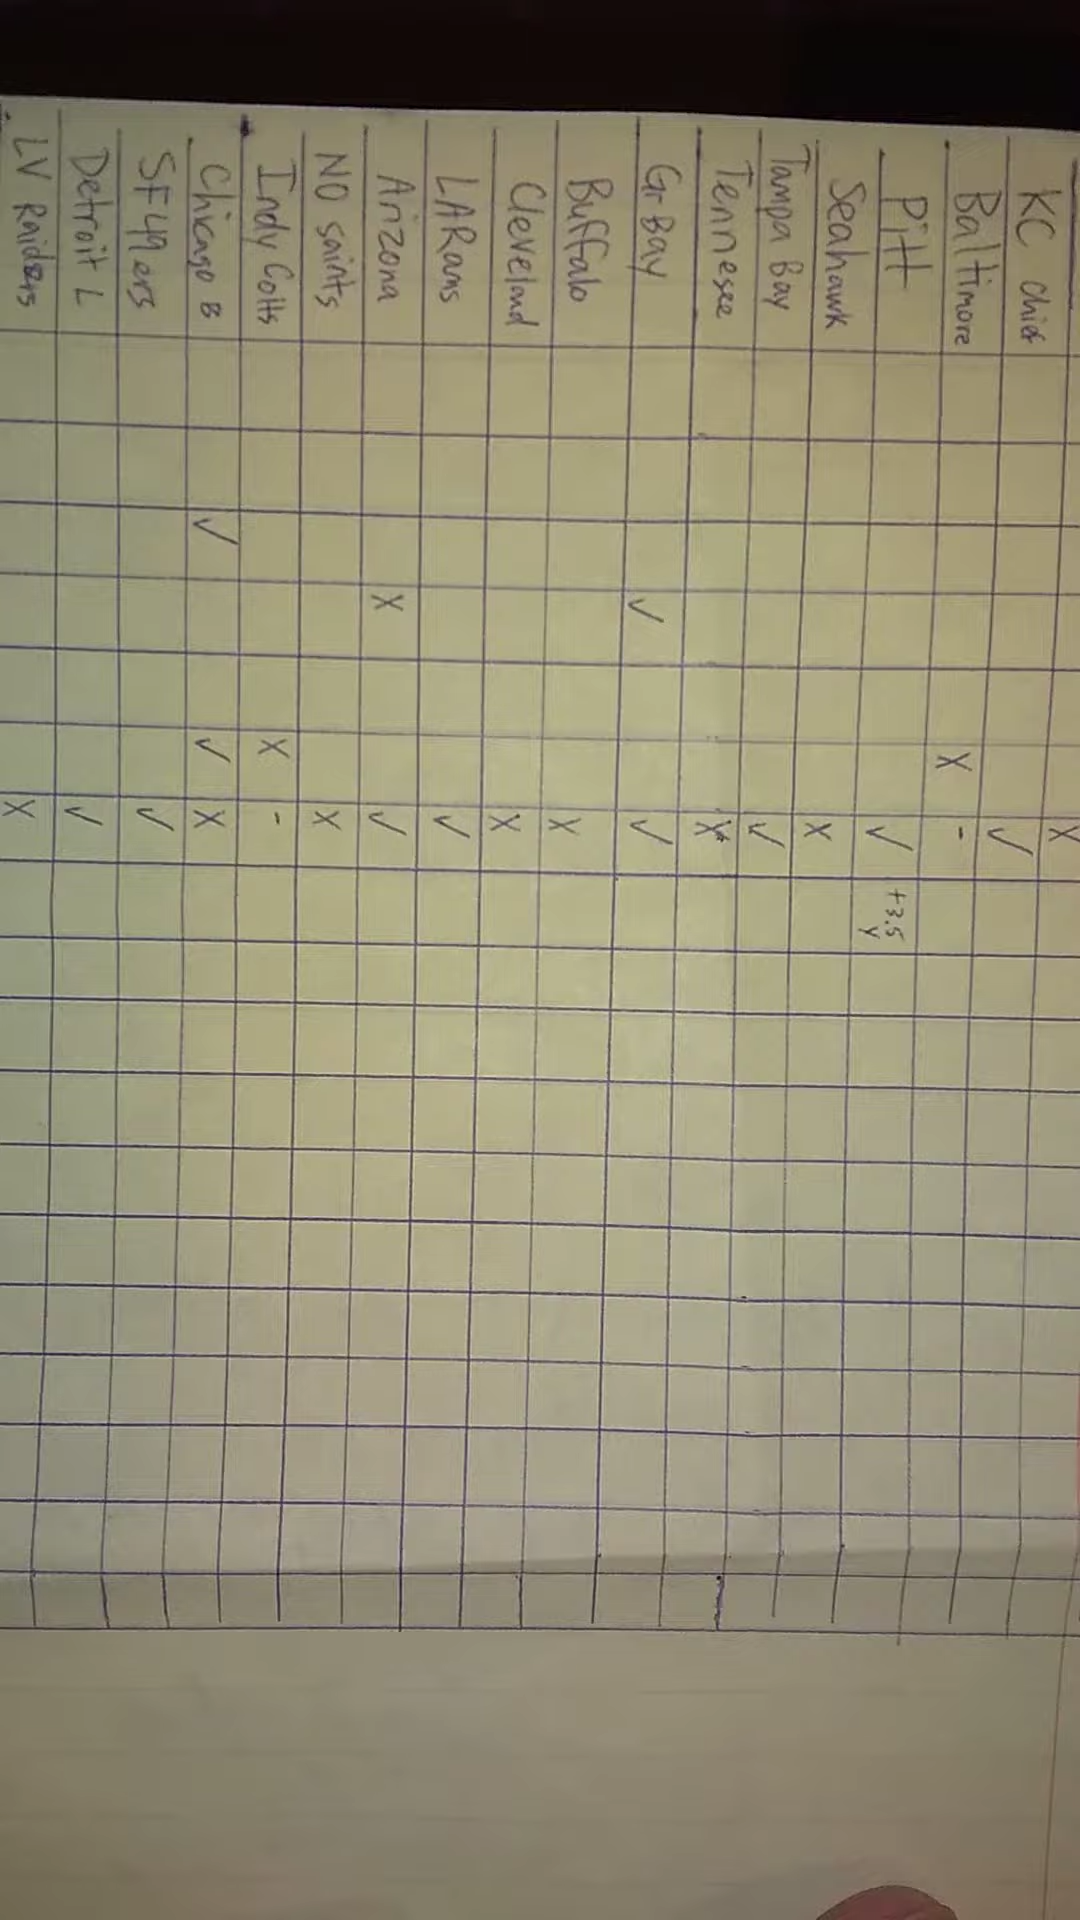 X
KC Chief ✓
Baltimore X -
Pitt ✓ +3.5 Y
Seahawk X
Tampa Bay ✓
Tennesee X*
Gr Bay ✓ ✓
Buffalo X
Cleveland X
LA Rams ✓
Arizona X ✓
NO saints X
Indy Colts X -
Chicago B ✓ ✓ X
SF 49ers ✓
Detroit L ✓
LV Raiders X